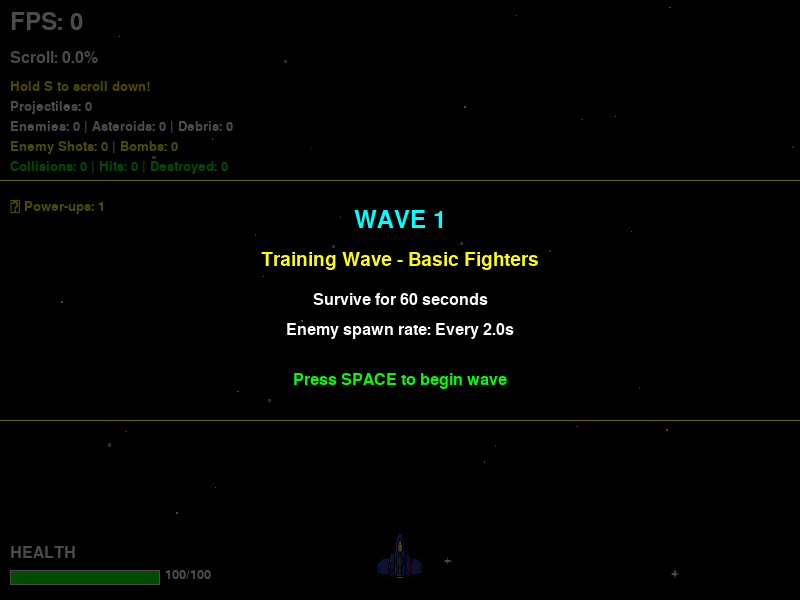 FPS: 0
Scroll: 0.0%
Hold S to scroll down!
Projectiles: 0
Enemies: 0 | Asteroids: 0 | Debris: 0
Enemy Shots: 0 | Bombs: 0
Collisions: 0 | Hits: 0 | Destroyed: 0
Power-ups: 1
WAVE 1
Training Wave - Basic Fighters
Survive for 60 seconds
Enemy spawn rate: Every 2.0s
Press SPACE to begin wave
HEALTH
100/100